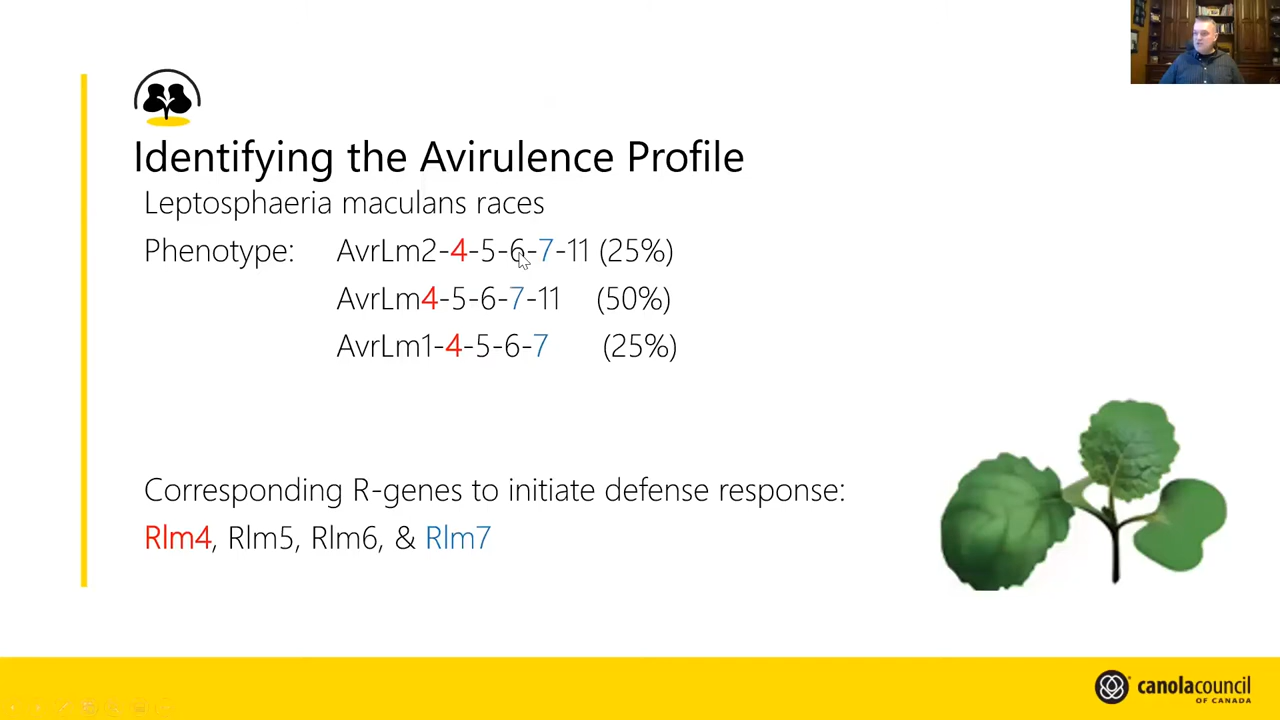 Identifying the Avirulence Profile
Leptosphaeria maculans races
Phenotype: AvrLm2-4-5-6-7-11 (25%)
AvrLm4-5-6-7-11 (50%)
AvrLm1-4-5-6-7 (25%)
Corresponding R-genes to initiate defense response:
Rlm4, Rlm5, Rlm6, & Rlm7
canolacouncil
OF CANADA